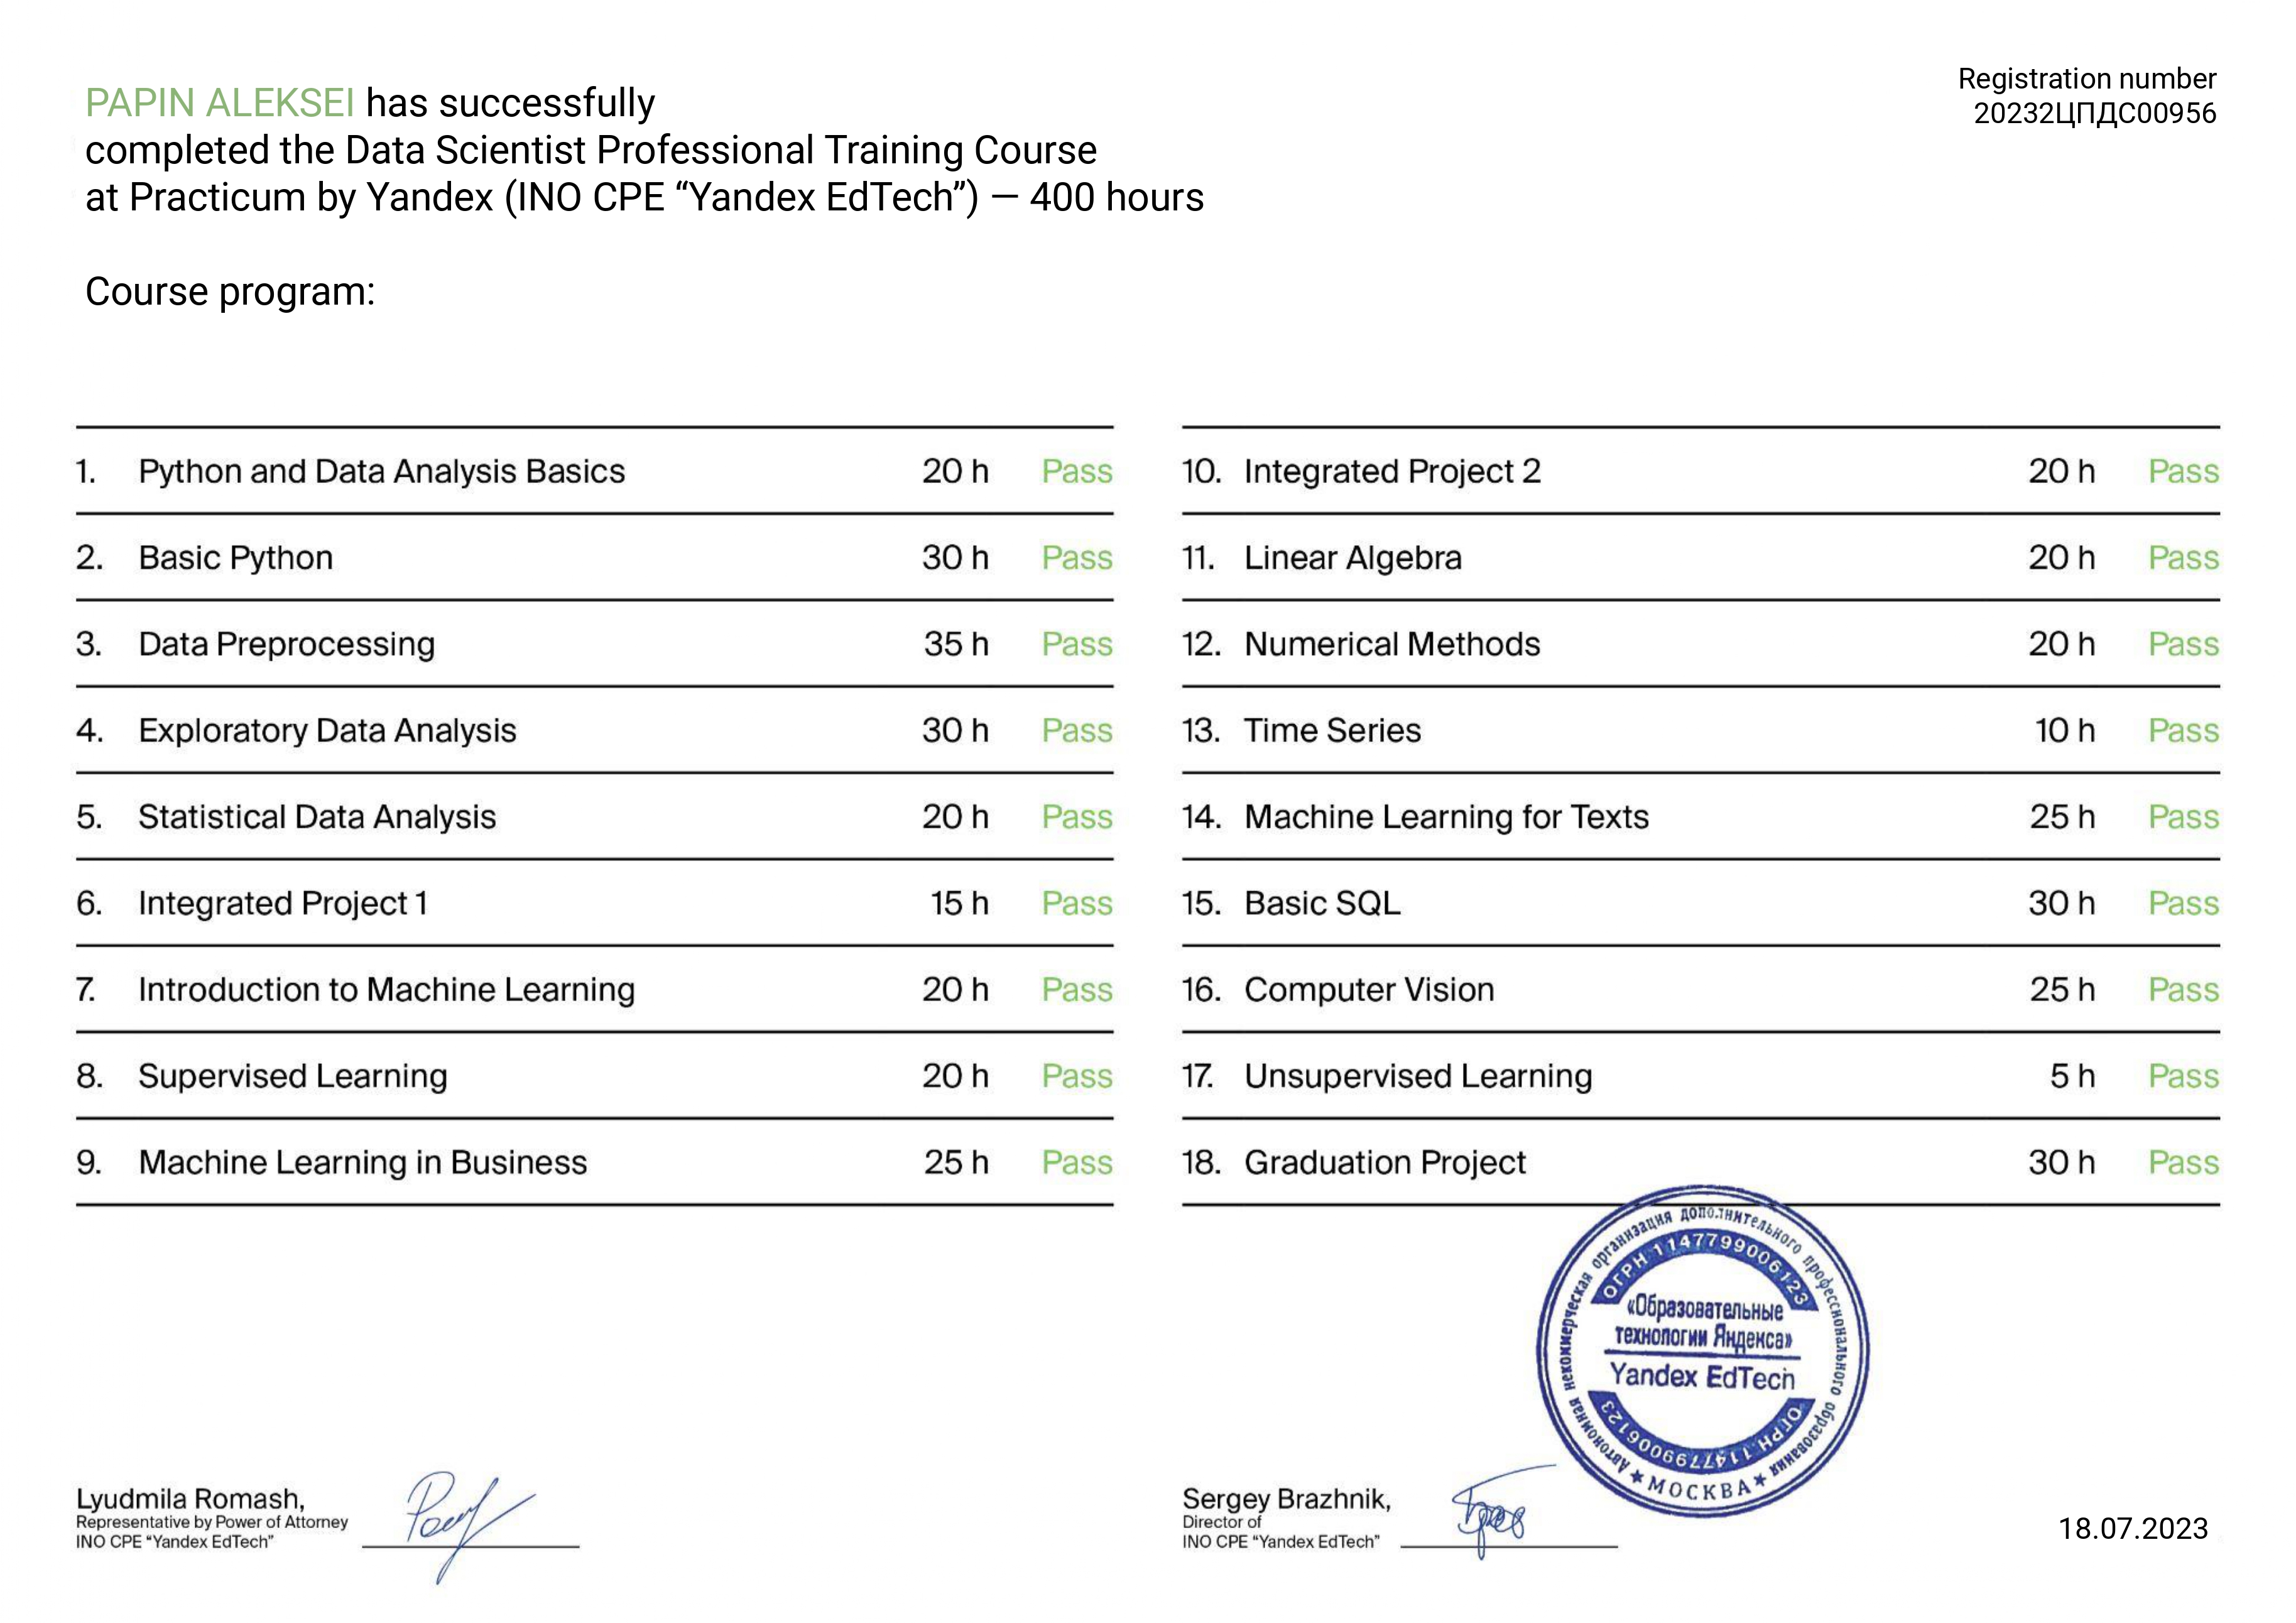 PAPIN ALEKSEI has successfully
completed the Data Scientist Professional Training Course
at Practicum by Yandex (INO CPE “Yandex EdTech”) — 400 hours
Registration number
20232ЦПДС00956
Course program:
1. Python and Data Analysis Basics 20 h Pass
2. Basic Python 30 h Pass
3. Data Preprocessing 35 h Pass
4. Exploratory Data Analysis 30 h Pass
5. Statistical Data Analysis 20 h Pass
6. Integrated Project 1 15 h Pass
7. Introduction to Machine Learning 20 h Pass
8. Supervised Learning 20 h Pass
9. Machine Learning in Business 25 h Pass
10. Integrated Project 2 20 h Pass
11. Linear Algebra 20 h Pass
12. Numerical Methods 20 h Pass
13. Time Series 10 h Pass
14. Machine Learning for Texts 25 h Pass
15. Basic SQL 30 h Pass
16. Computer Vision 25 h Pass
17. Unsupervised Learning 5 h Pass
18. Graduation Project 30 h Pass
Автономная некоммерческая организация дополнительного профессионального образования
ОГРН 1147799006123
«Образовательные
технологии Яндекса»
Yandex EdTech
ОГРН 1147799006123
★ МОСКВА ★
Lyudmila Romash,
Representative by Power of Attorney
INO CPE “Yandex EdTech”
Sergey Brazhnik,
Director of
INO CPE “Yandex EdTech”
18.07.2023